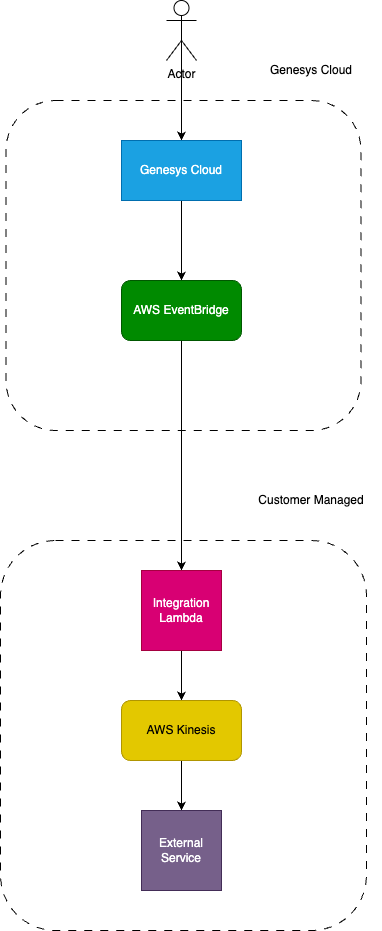 Actor
Genesys Cloud
Genesys Cloud
AWS EventBridge
Customer Managed
Integration
Lambda
AWS Kinesis
External
Service